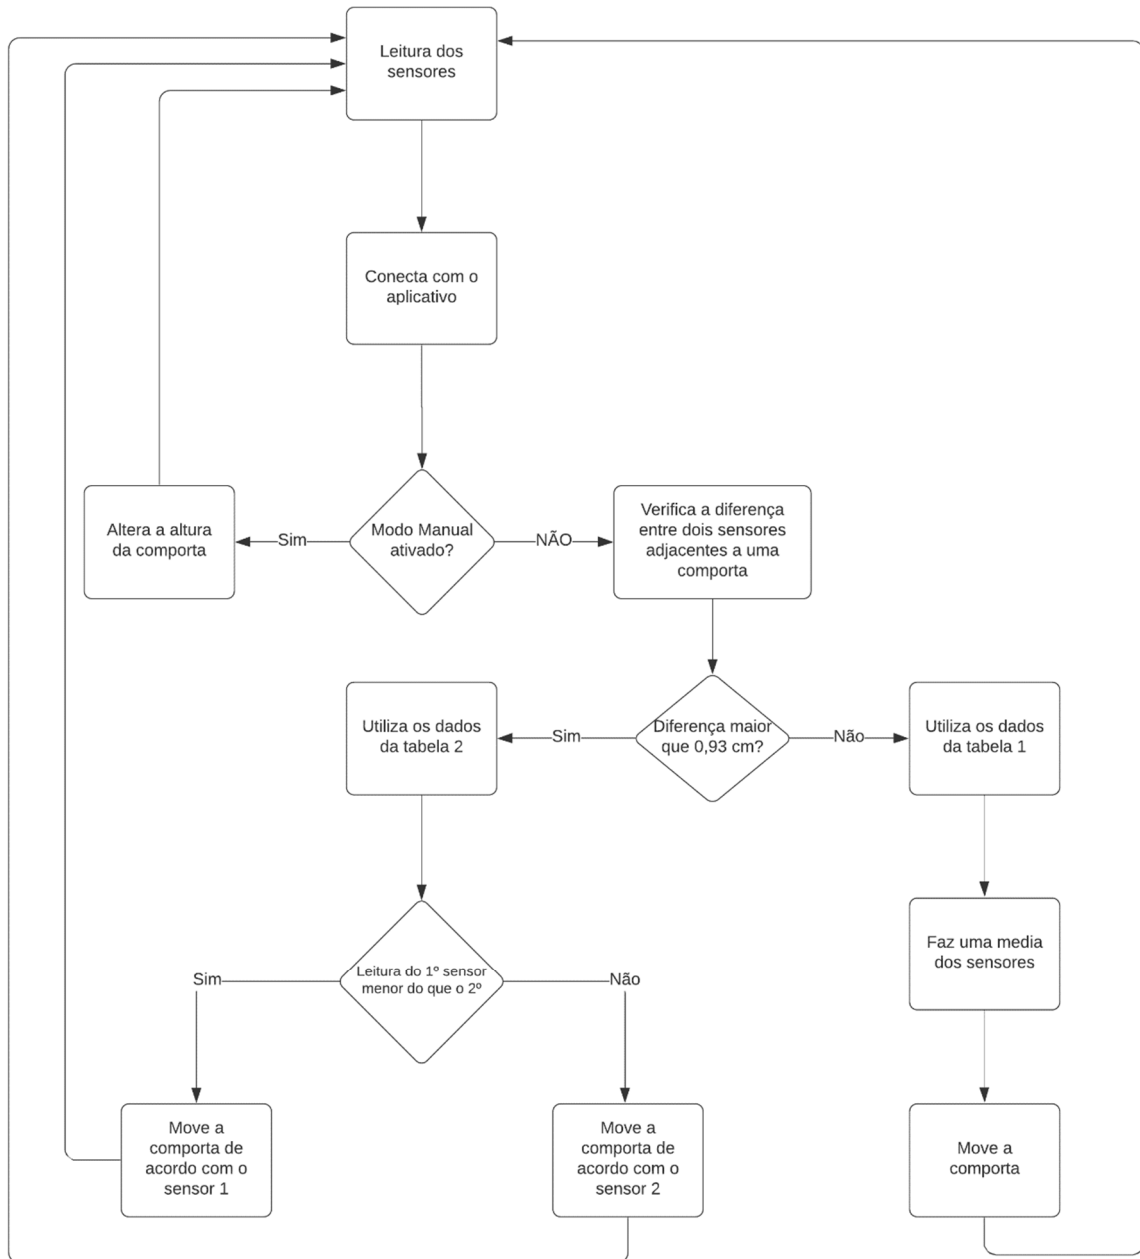 Leitura dos
sensores
Conecta com o
aplicativo
Altera a altura
da comporta
Sim
Modo Manual
ativado?
NÃO
Verifica a diferença
entre dois sensores
adjacentes a uma
comporta
Utiliza os dados
da tabela 2
Sim
Diferença maior
que 0,93 cm?
Não
Utiliza os dados
da tabela 1
Sim
Leitura do 1º sensor
menor do que o 2º
Não
Faz uma media
dos sensores
Move a
comporta de
acordo com o
sensor 1
Move a
comporta de
acordo com o
sensor 2
Move a
comporta